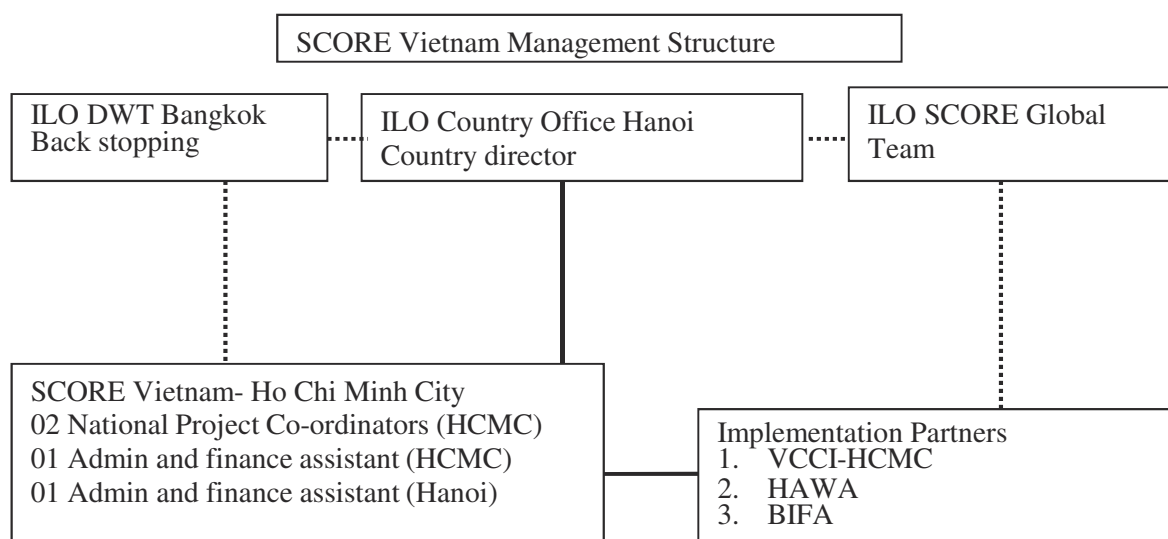 SCORE Vietnam Management Structure
ILO DWT Bangkok
Back stopping
ILO Country Office Hanoi
Country director
ILO SCORE Global
Team
SCORE Vietnam- Ho Chi Minh City
02 National Project Co-ordinators (HCMC)
01 Admin and finance assistant (HCMC)
01 Admin and finance assistant (Hanoi)
Implementation Partners
1. VCCI-HCMC
2. HAWA
3. BIFA